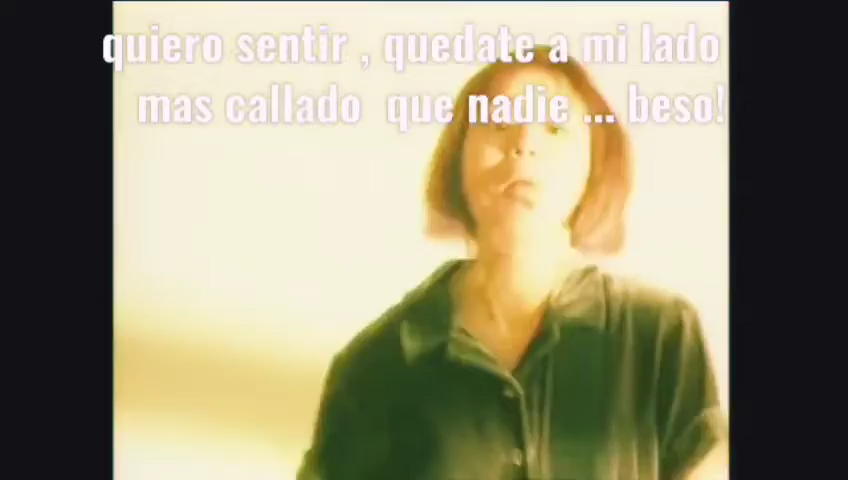 quiero sentir , quedate a mi lado
mas callado que nadie ... beso!